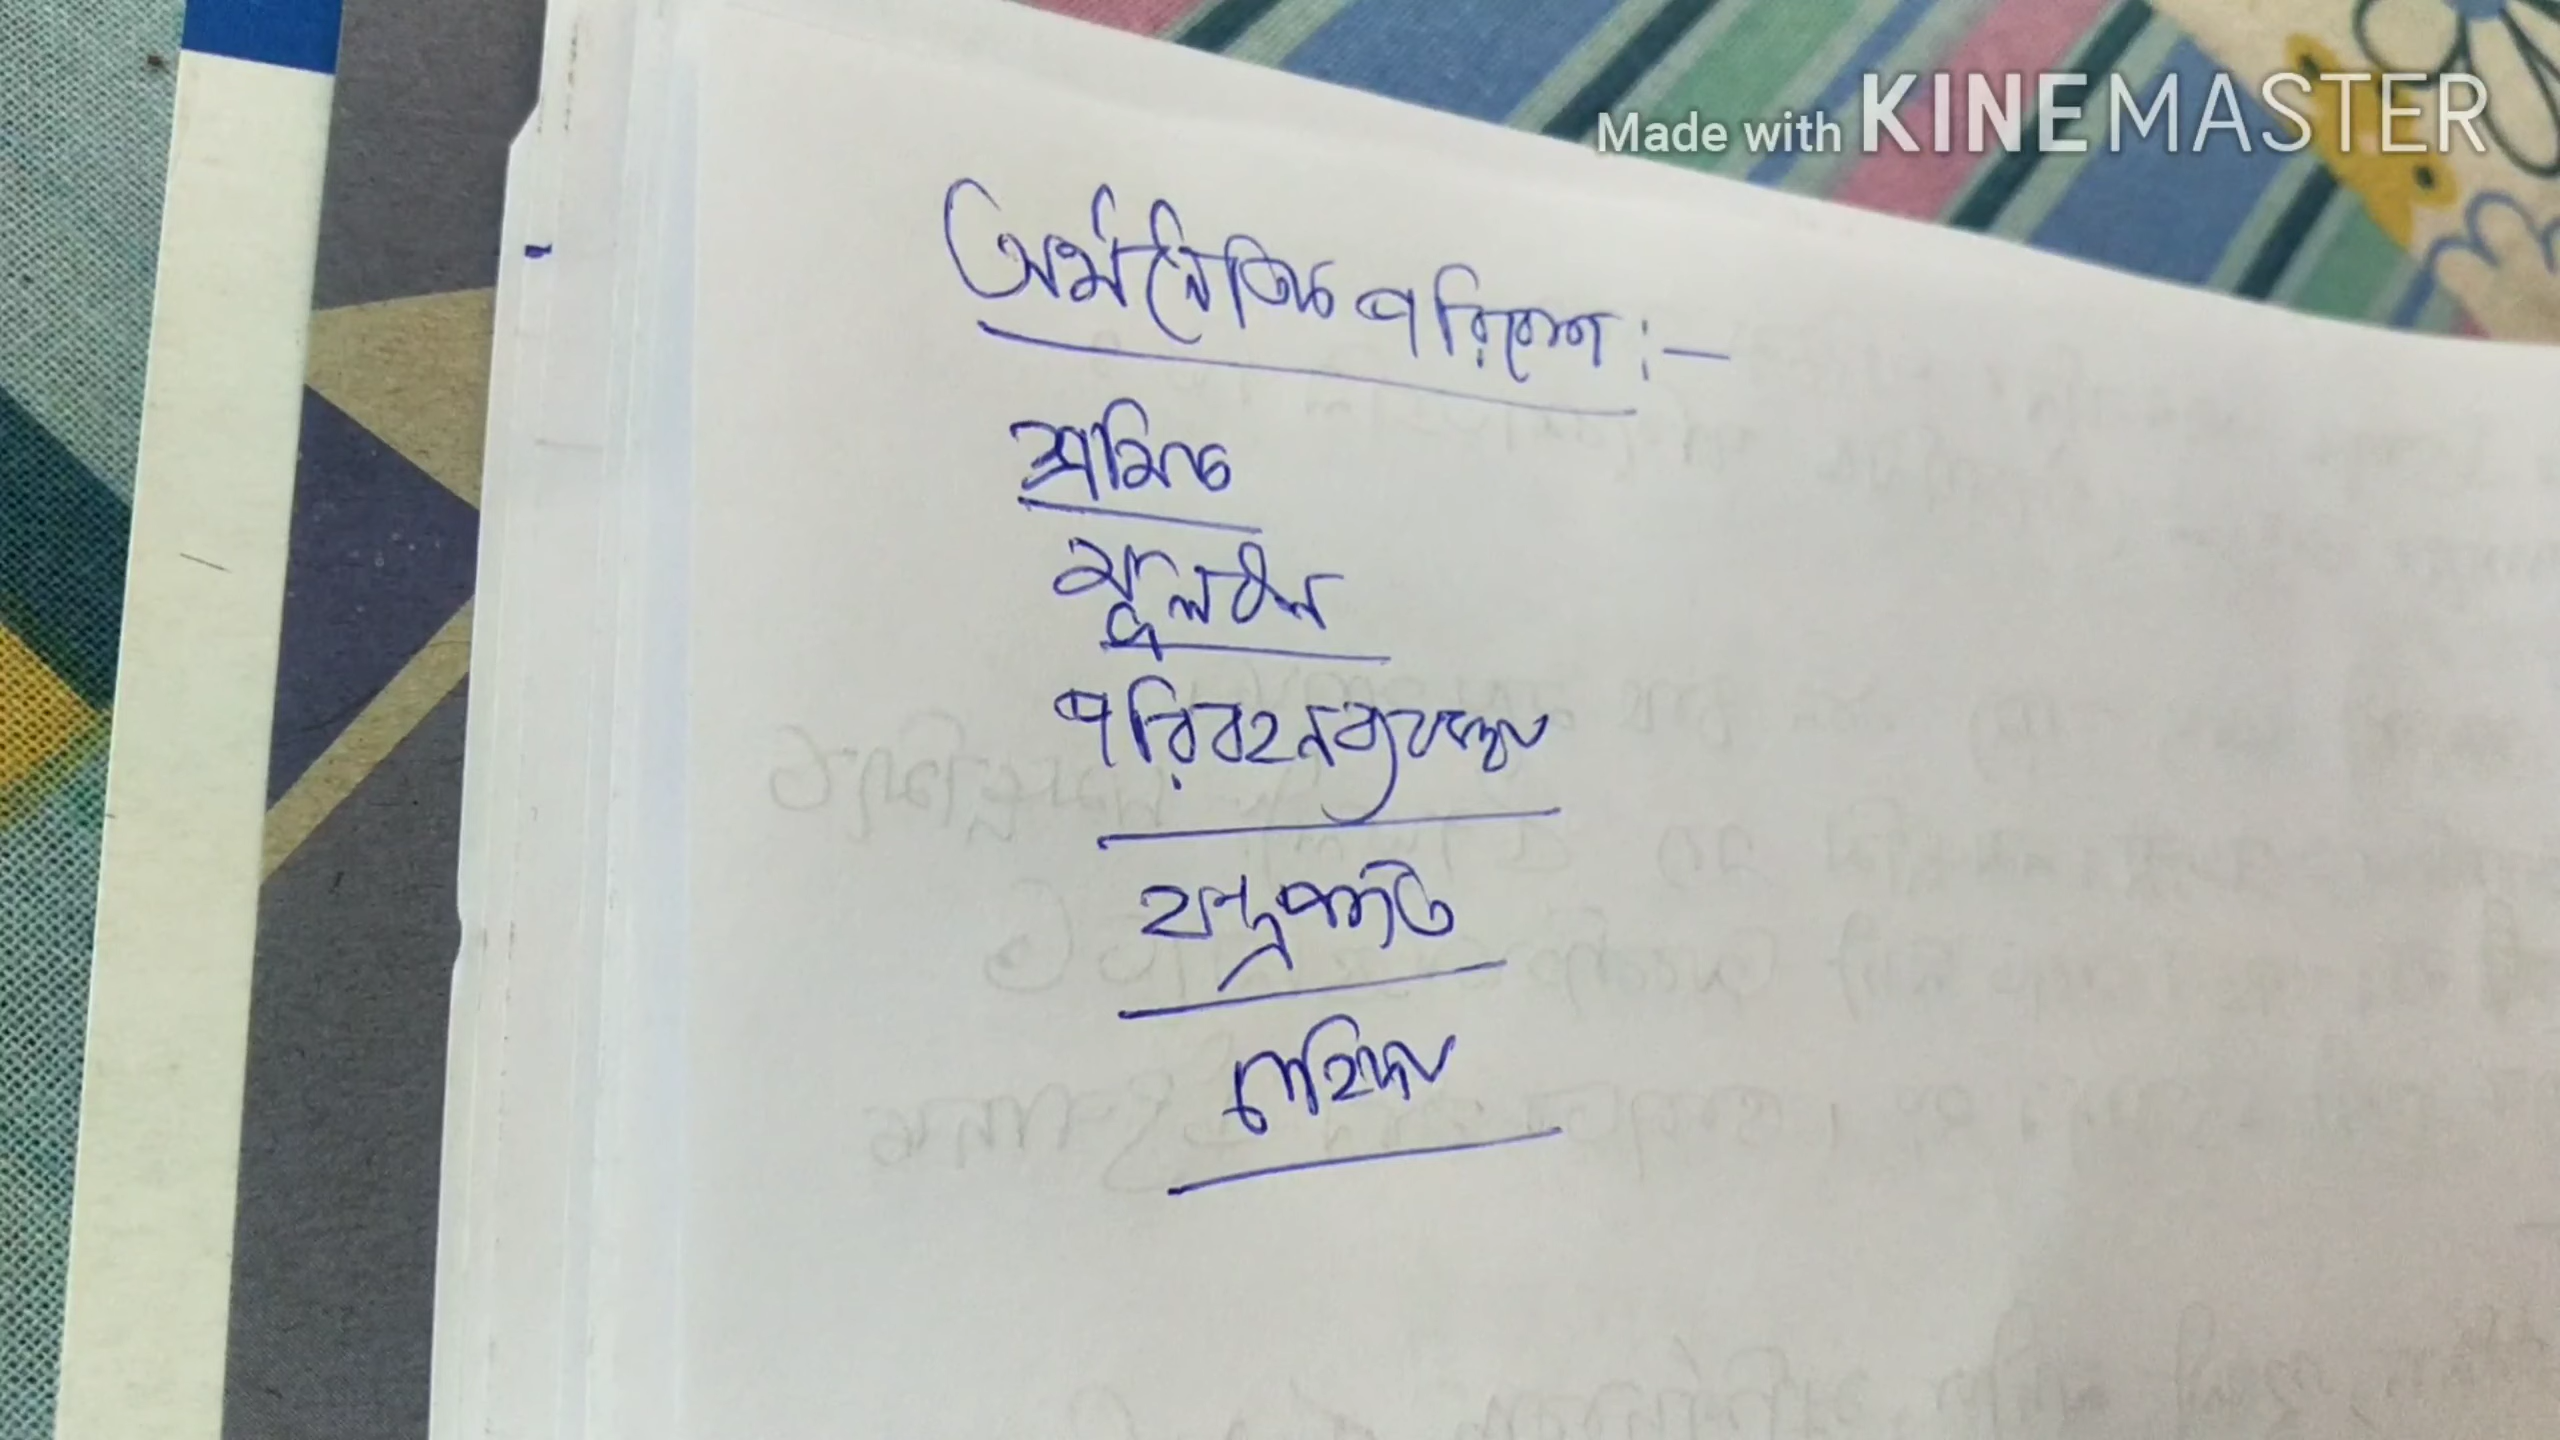 Made with KINEMASTER
অর্থনৈতিক পরিবেশ :—
শ্রমিক
মূলধন
পরিবহনব্যবস্থা
যন্ত্রপাতি
চাহিদা